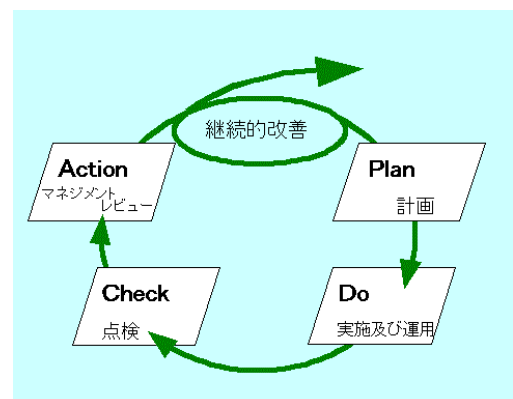 継続的改善
Action
マネジメント
レビュー
Plan
計画
Check
点検
Do
実施及び運用